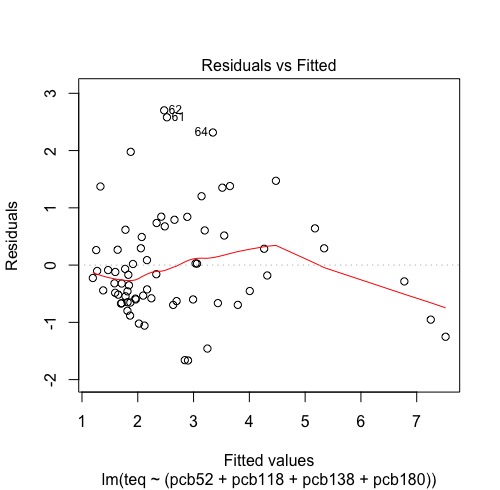 Residuals vs Fitted
3
2
1
0
-1
-2
Residuals
62
61
64
1 2 3 4 5 6 7
Fitted values
lm(teq ~ (pcb52 + pcb118 + pcb138 + pcb180))